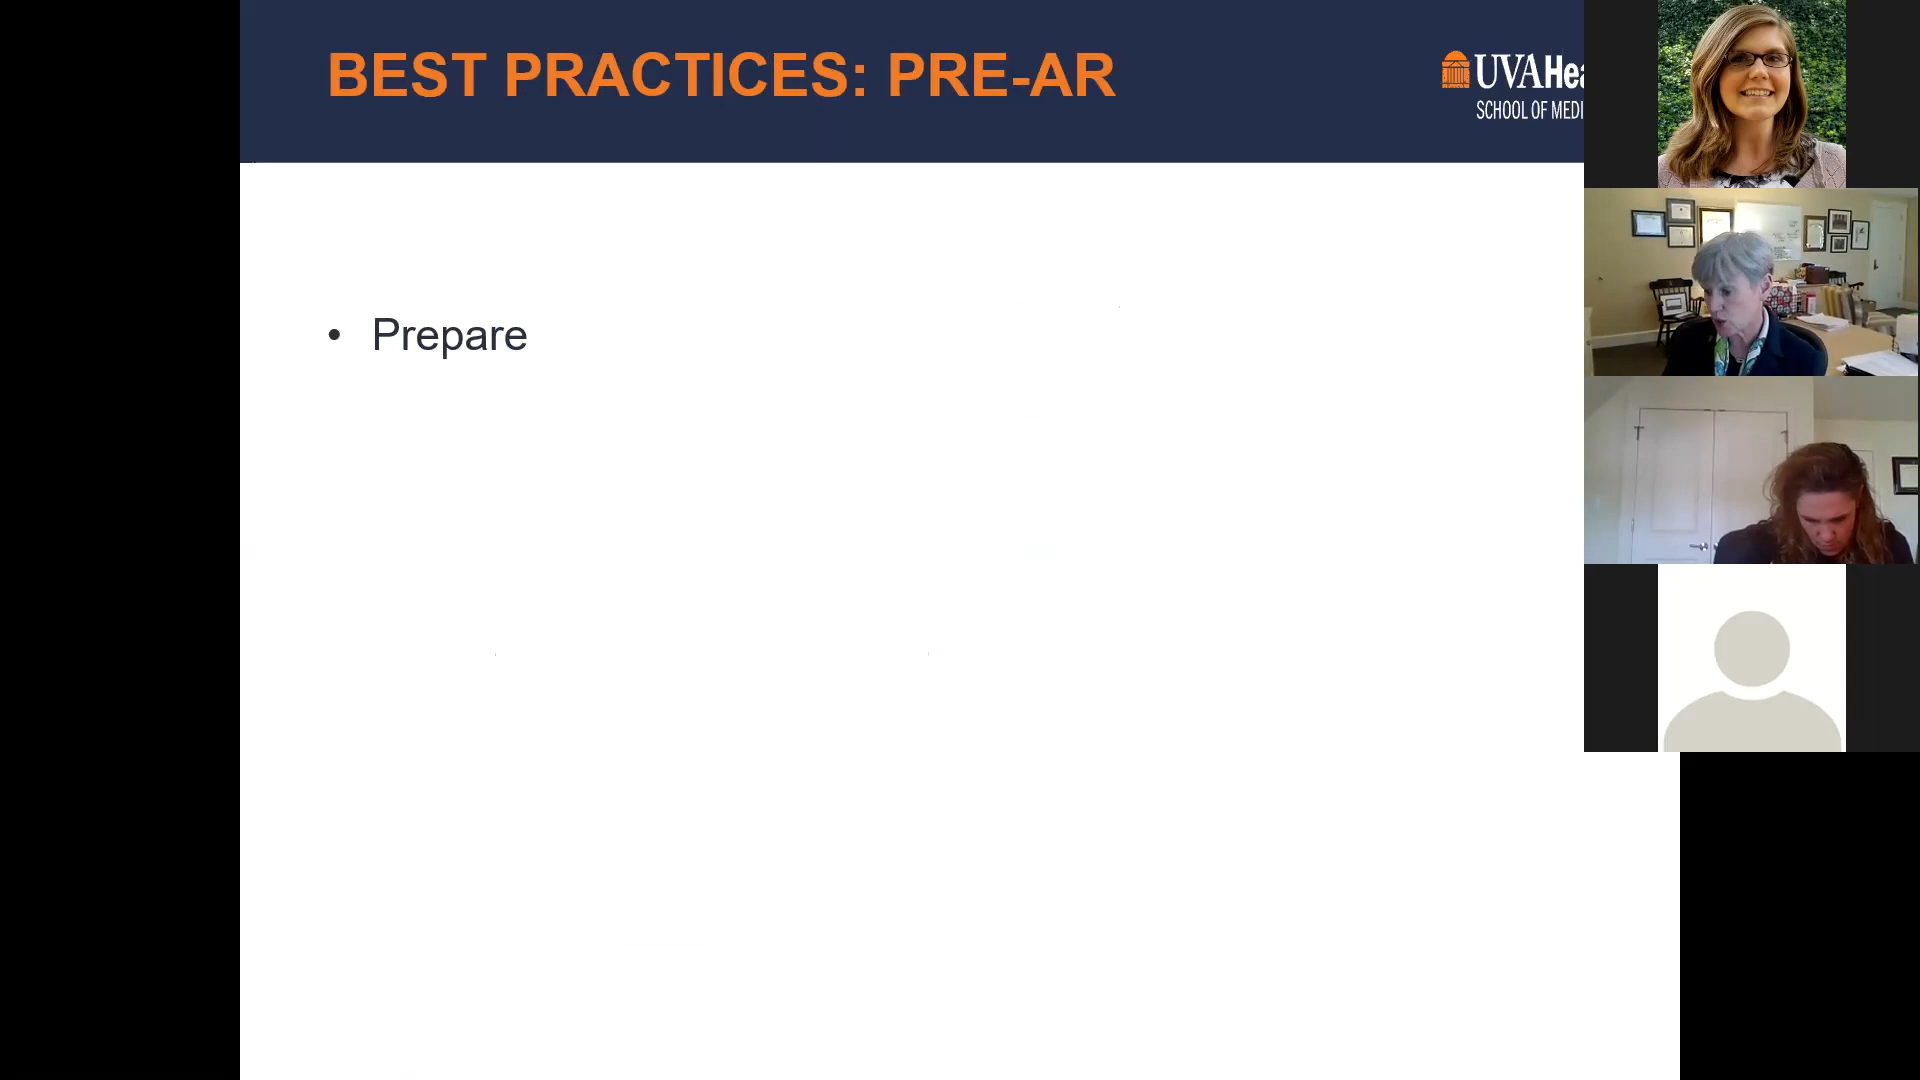 BEST PRACTICES: PRE-AR
UVAHea
SCHOOL OF MEDI
• Prepare